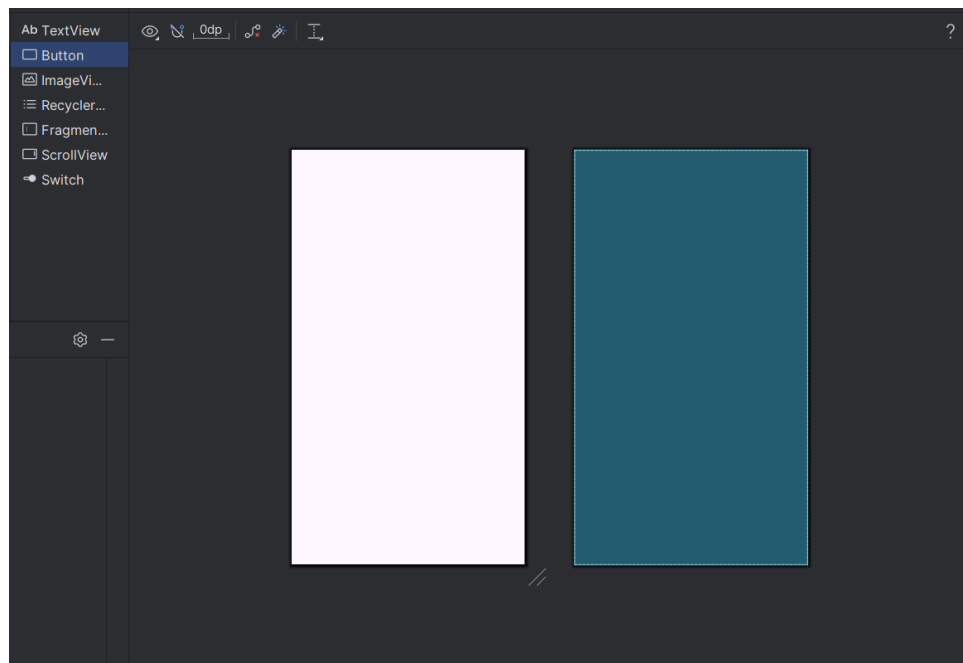 Ab TextView
Button
ImageVi...
Recycler...
Fragmen...
ScrollView
Switch
0dp
?